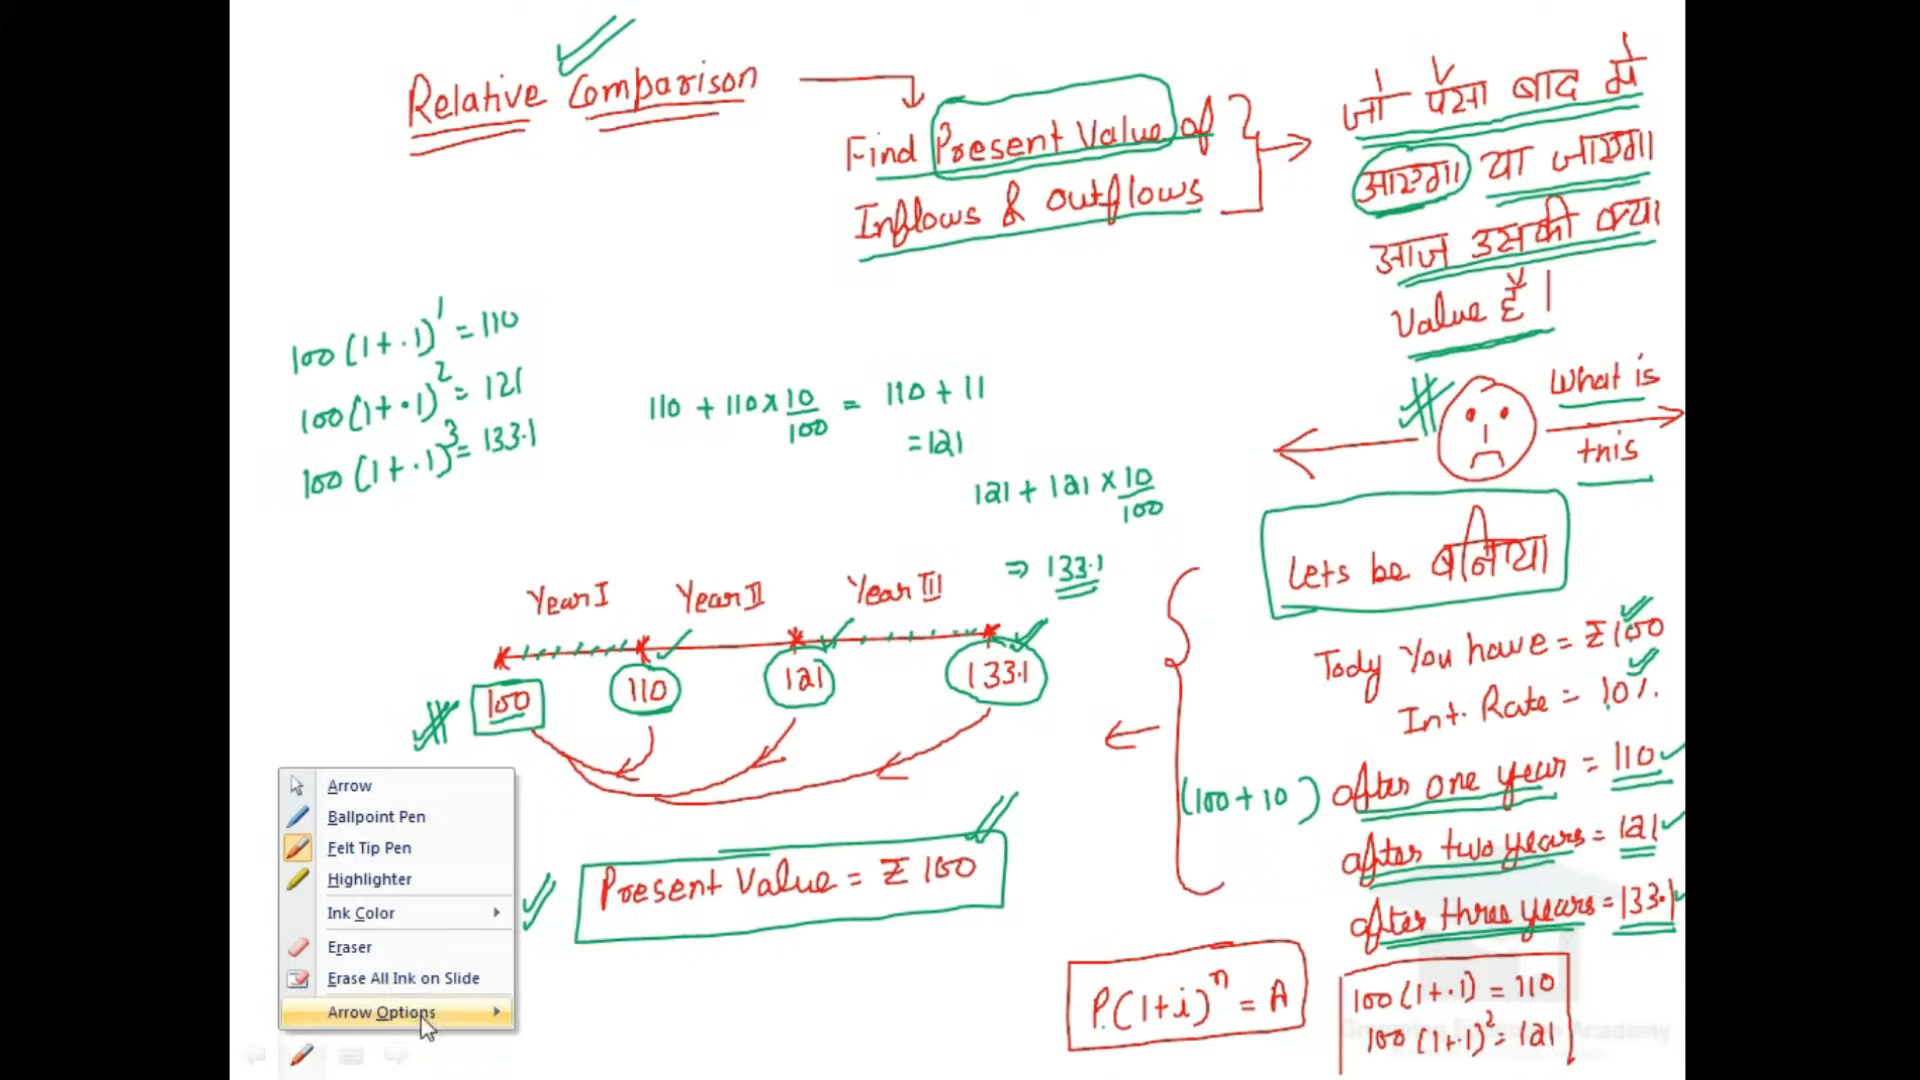 Relative Comparison
Find Present Value of
Inflows & outflows
जो पैसा बाद मे
आएगा या जाएगा
आज उसकी क्या
Value है।
100(1+.1)¹ = 110
100(1+.1)² = 121
100(1+.1)³ = 133.1
110 + 110 × 10/100 = 110 + 11
= 121
121 + 121 × 10/100
⇒ 133.1
What is
this
Lets be बनिया
Year I Year II Year III
100 110 121 133.1
Tody You have = ₹100
Int. Rate = 10%.
(100+10) after one year = 110
after two years = 121
after three years = 133.1
Present Value = ₹ 100
P.(1+i)ⁿ = A
100(1+.1) = 110
100(1+.1)² = 121
Arrow
Ballpoint Pen
Felt Tip Pen
Highlighter
Ink Color
Eraser
Erase All Ink on Slide
Arrow Options
Academy